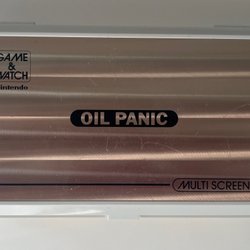 GAME
&
WATCH
Nintendo
OIL PANIC
MULTI SCREEN